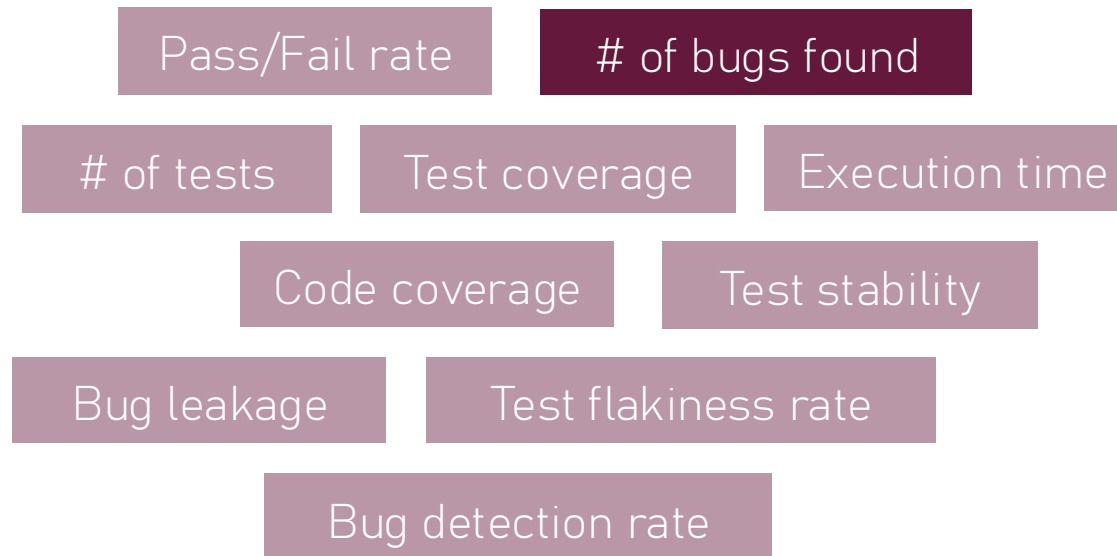 Pass/Fail rate
# of bugs found
# of tests
Test coverage
Execution time
Code coverage
Test stability
Bug leakage
Test flakiness rate
Bug detection rate